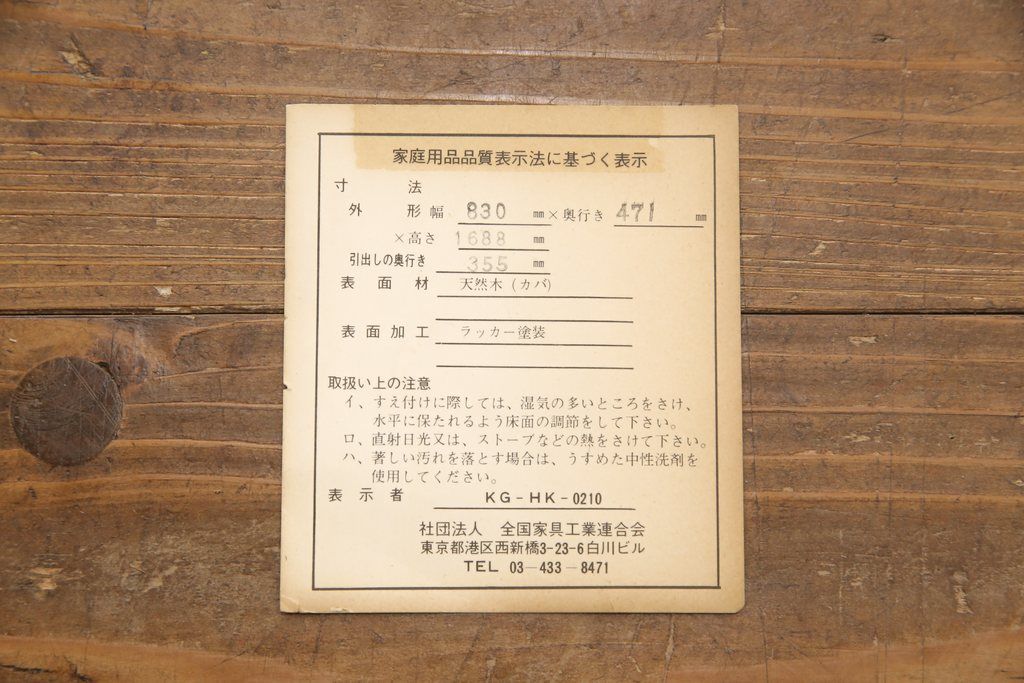 家庭用品品質表示法に基づく表示
寸法
外形幅 830 ㎜×奥行き 471 ㎜
×高さ 1688 ㎜
引出しの奥行き 355 ㎜
表面材 天然木(カバ)
表面加工 ラッカー塗装
取扱い上の注意
イ、すえ付けに際しては、湿気の多いところをさけ、
水平に保たれるよう床面の調節をして下さい。
ロ、直射日光又は、ストーブなどの熱をさけて下さい。
ハ、著しい汚れを落とす場合は、うすめた中性洗剤を
使用してください。
表示者 KG-HK-0210
社団法人 全国家具工業連合会
東京都港区西新橋3-23-6白川ビル
TEL 03-433-8471